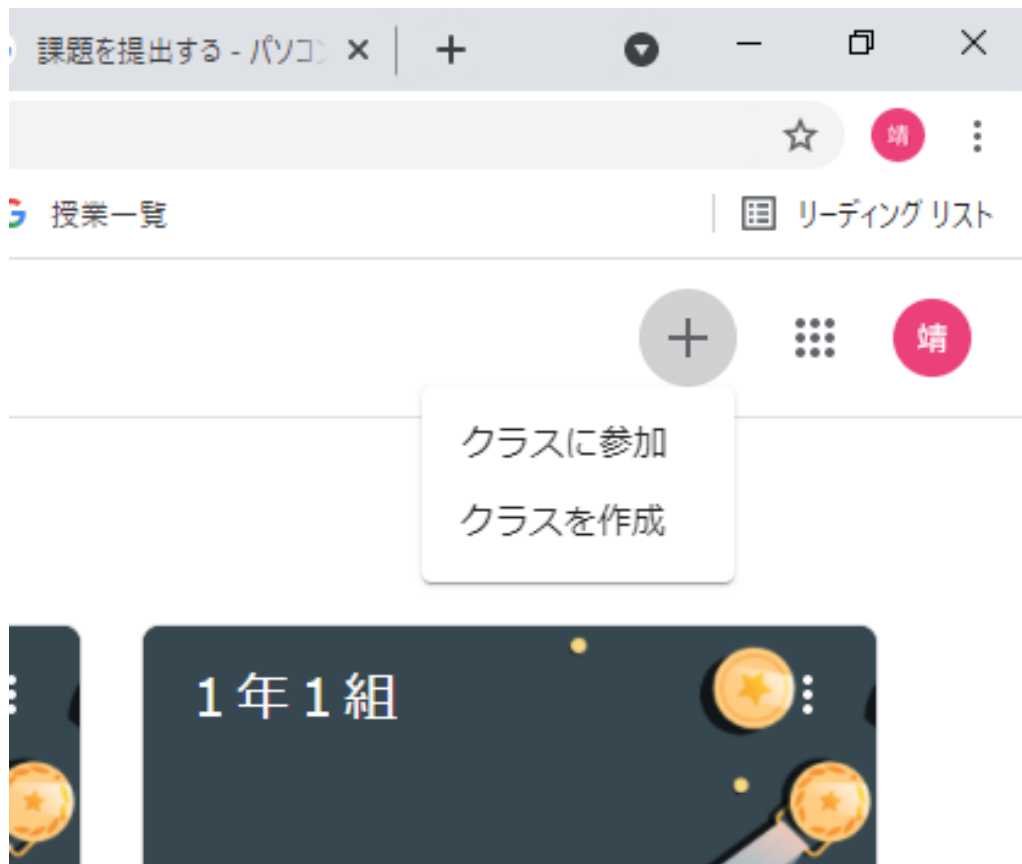 課題を提出する - パソコン
靖
授業一覧
リーディング リスト
靖
クラスに参加
クラスを作成
1年1組